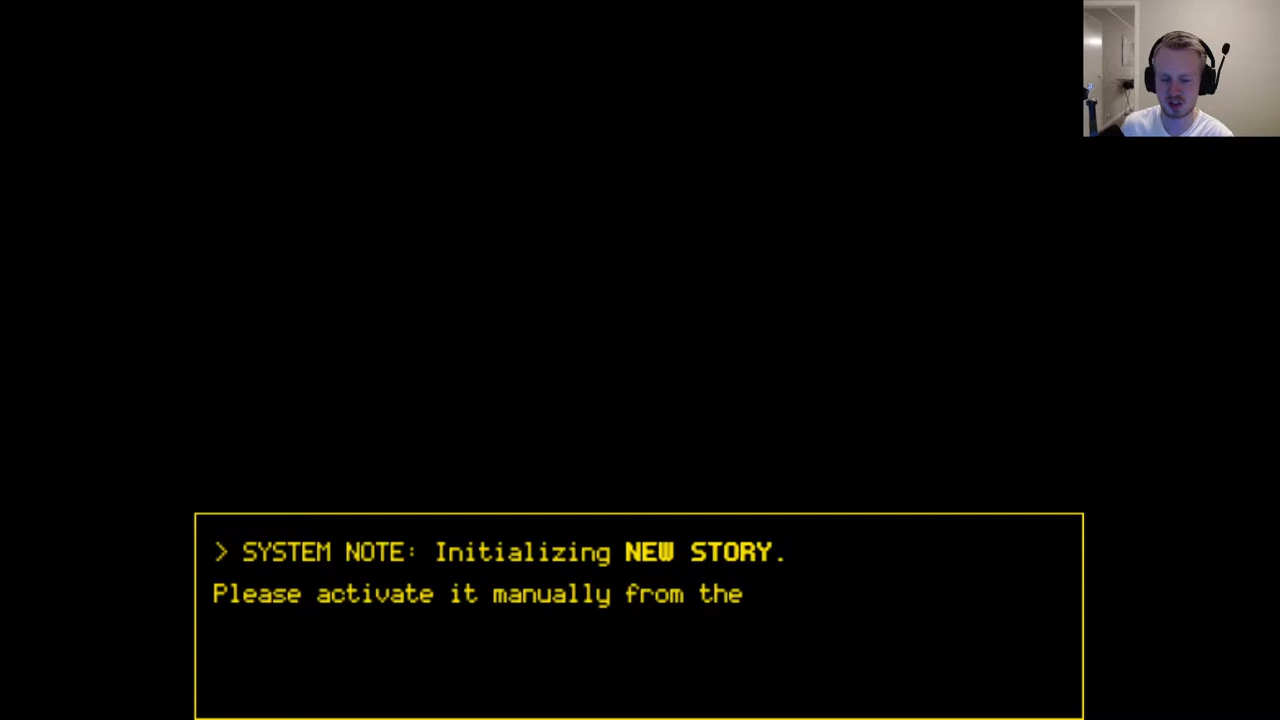 > SYSTEM NOTE: Initializing NEW STORY.
Please activate it manually from the